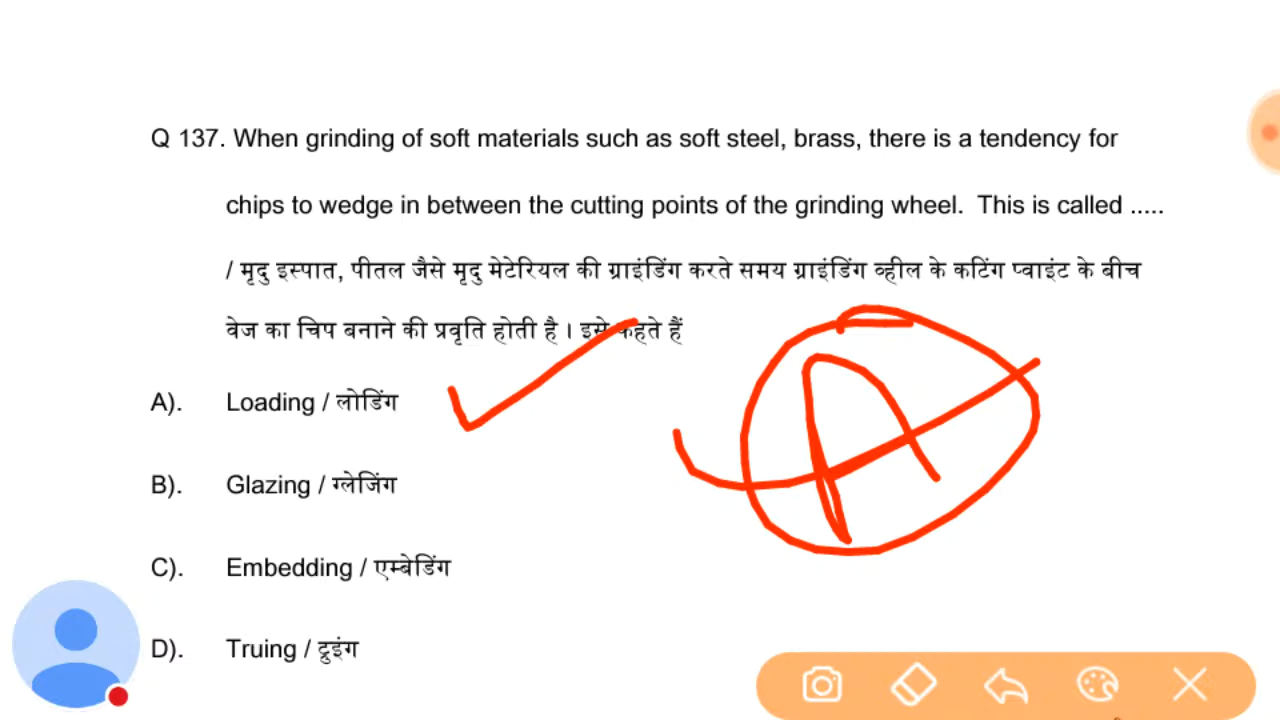 Q 137. When grinding of soft materials such as soft steel, brass, there is a tendency for
chips to wedge in between the cutting points of the grinding wheel. This is called .....
/ मृदु इस्पात, पीतल जैसे मृदु मेटेरियल की ग्राइंडिंग करते समय ग्राइंडिंग व्हील के कटिंग प्वाइंट के बीच
वेज का चिप बनाने की प्रवृति होती है । इसे कहते हैं
A). Loading / लोडिंग
A
B). Glazing / ग्लेजिंग
C). Embedding / एम्बेडिंग
D). Truing / ट्रुइंग